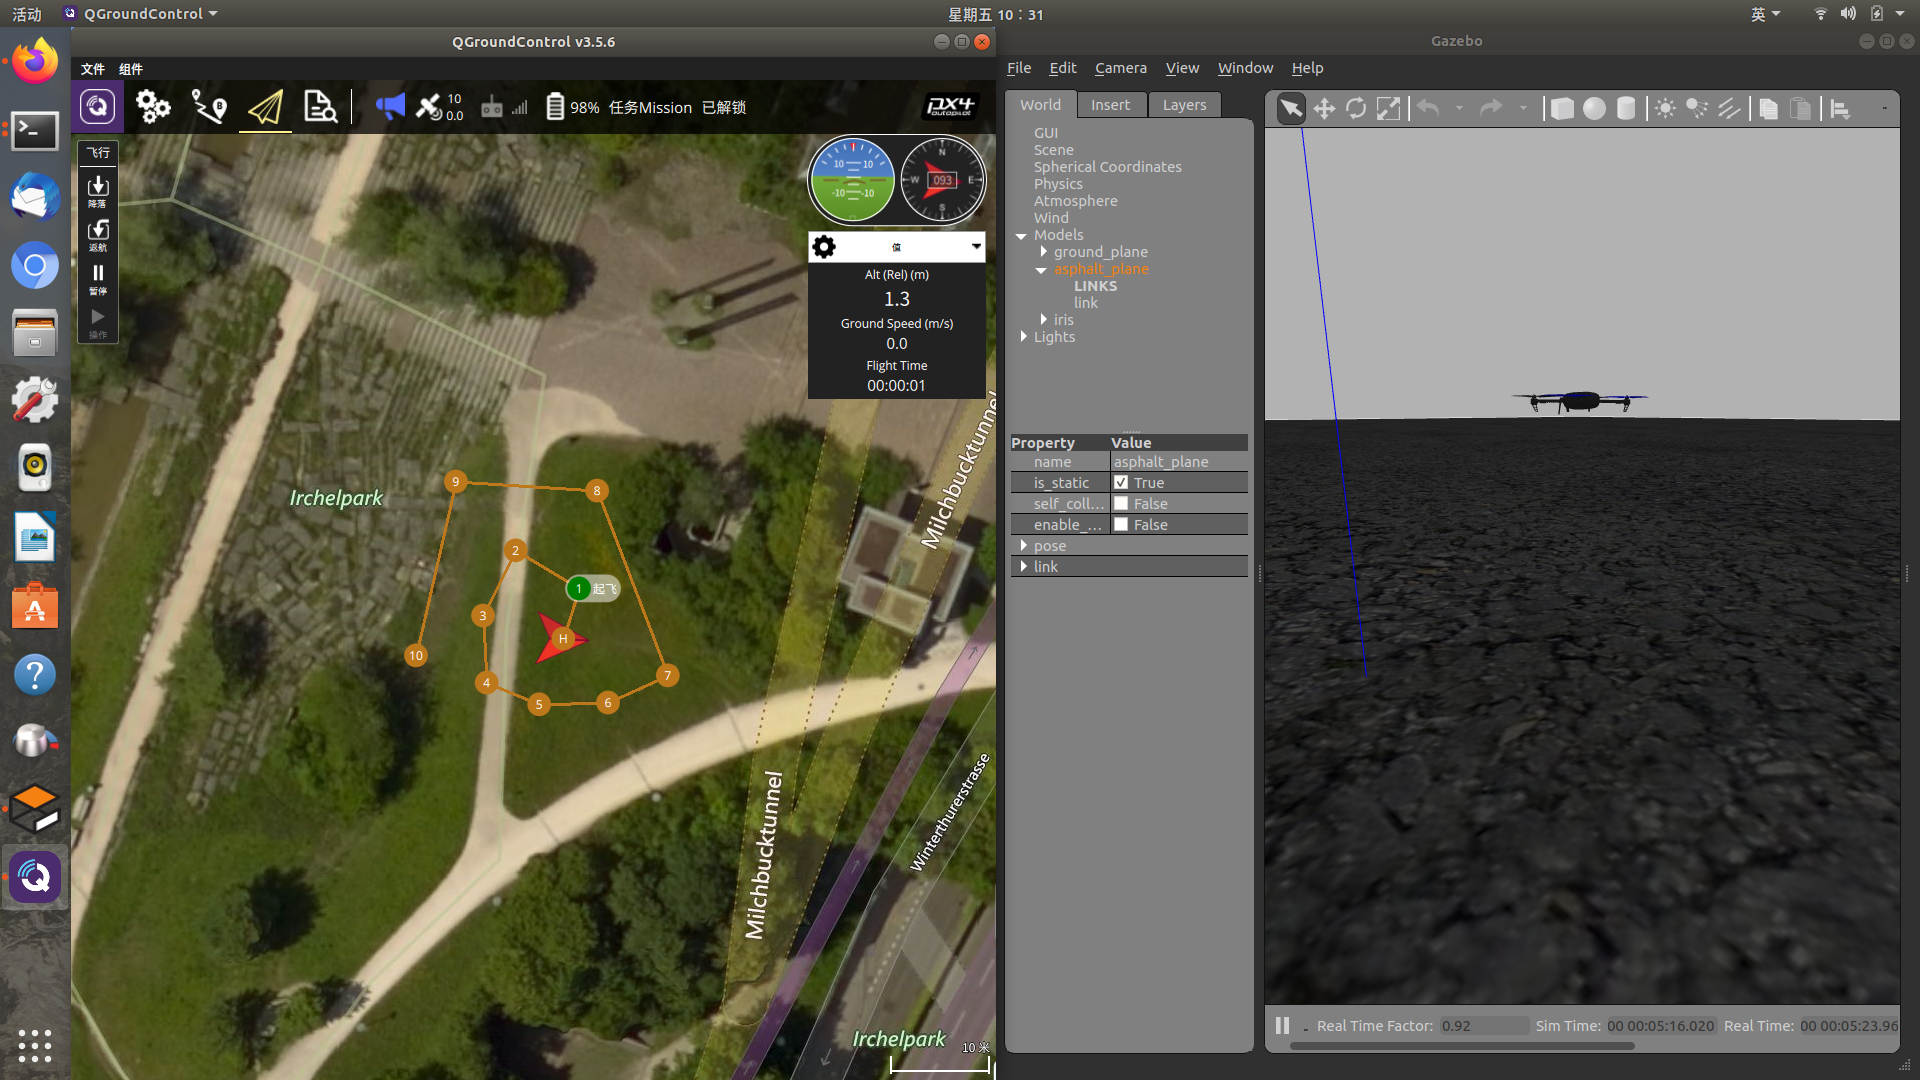 活动
QGroundControl
星期五 10：31
英
QGroundControl v3.5.6
文件 组件
10
0.0
98% 任务Mission 已解锁
PX4
autopilot
飞行
降落
返航
暂停
操作
10 10
-10 -10
N
W 093 E
S
值
Alt (Rel) (m)
1.3
Ground Speed (m/s)
0.0
Flight Time
00:00:01
Milchbucktunnel
Irchelpark
9
8
2
1 起飞
3
H
10
4
7
5
6
Milchbucktunnel
Winterthurerstrasse
Irchelpark
10 米
Gazebo
File Edit Camera View Window Help
World Insert Layers
GUI
Scene
Spherical Coordinates
Physics
Atmosphere
Wind
Models
ground_plane
asphalt_plane
LINKS
link
iris
Lights
Property Value
name asphalt_plane
is_static True
self_coll... False
enable_... False
pose
link
Real Time Factor: 0.92 Sim Time: 00 00:05:16.020 Real Time: 00 00:05:23.96